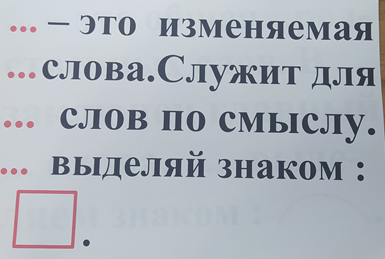 ... – это изменяемая
... слова. Служит для
... слов по смыслу.
... выделяй знаком :
.